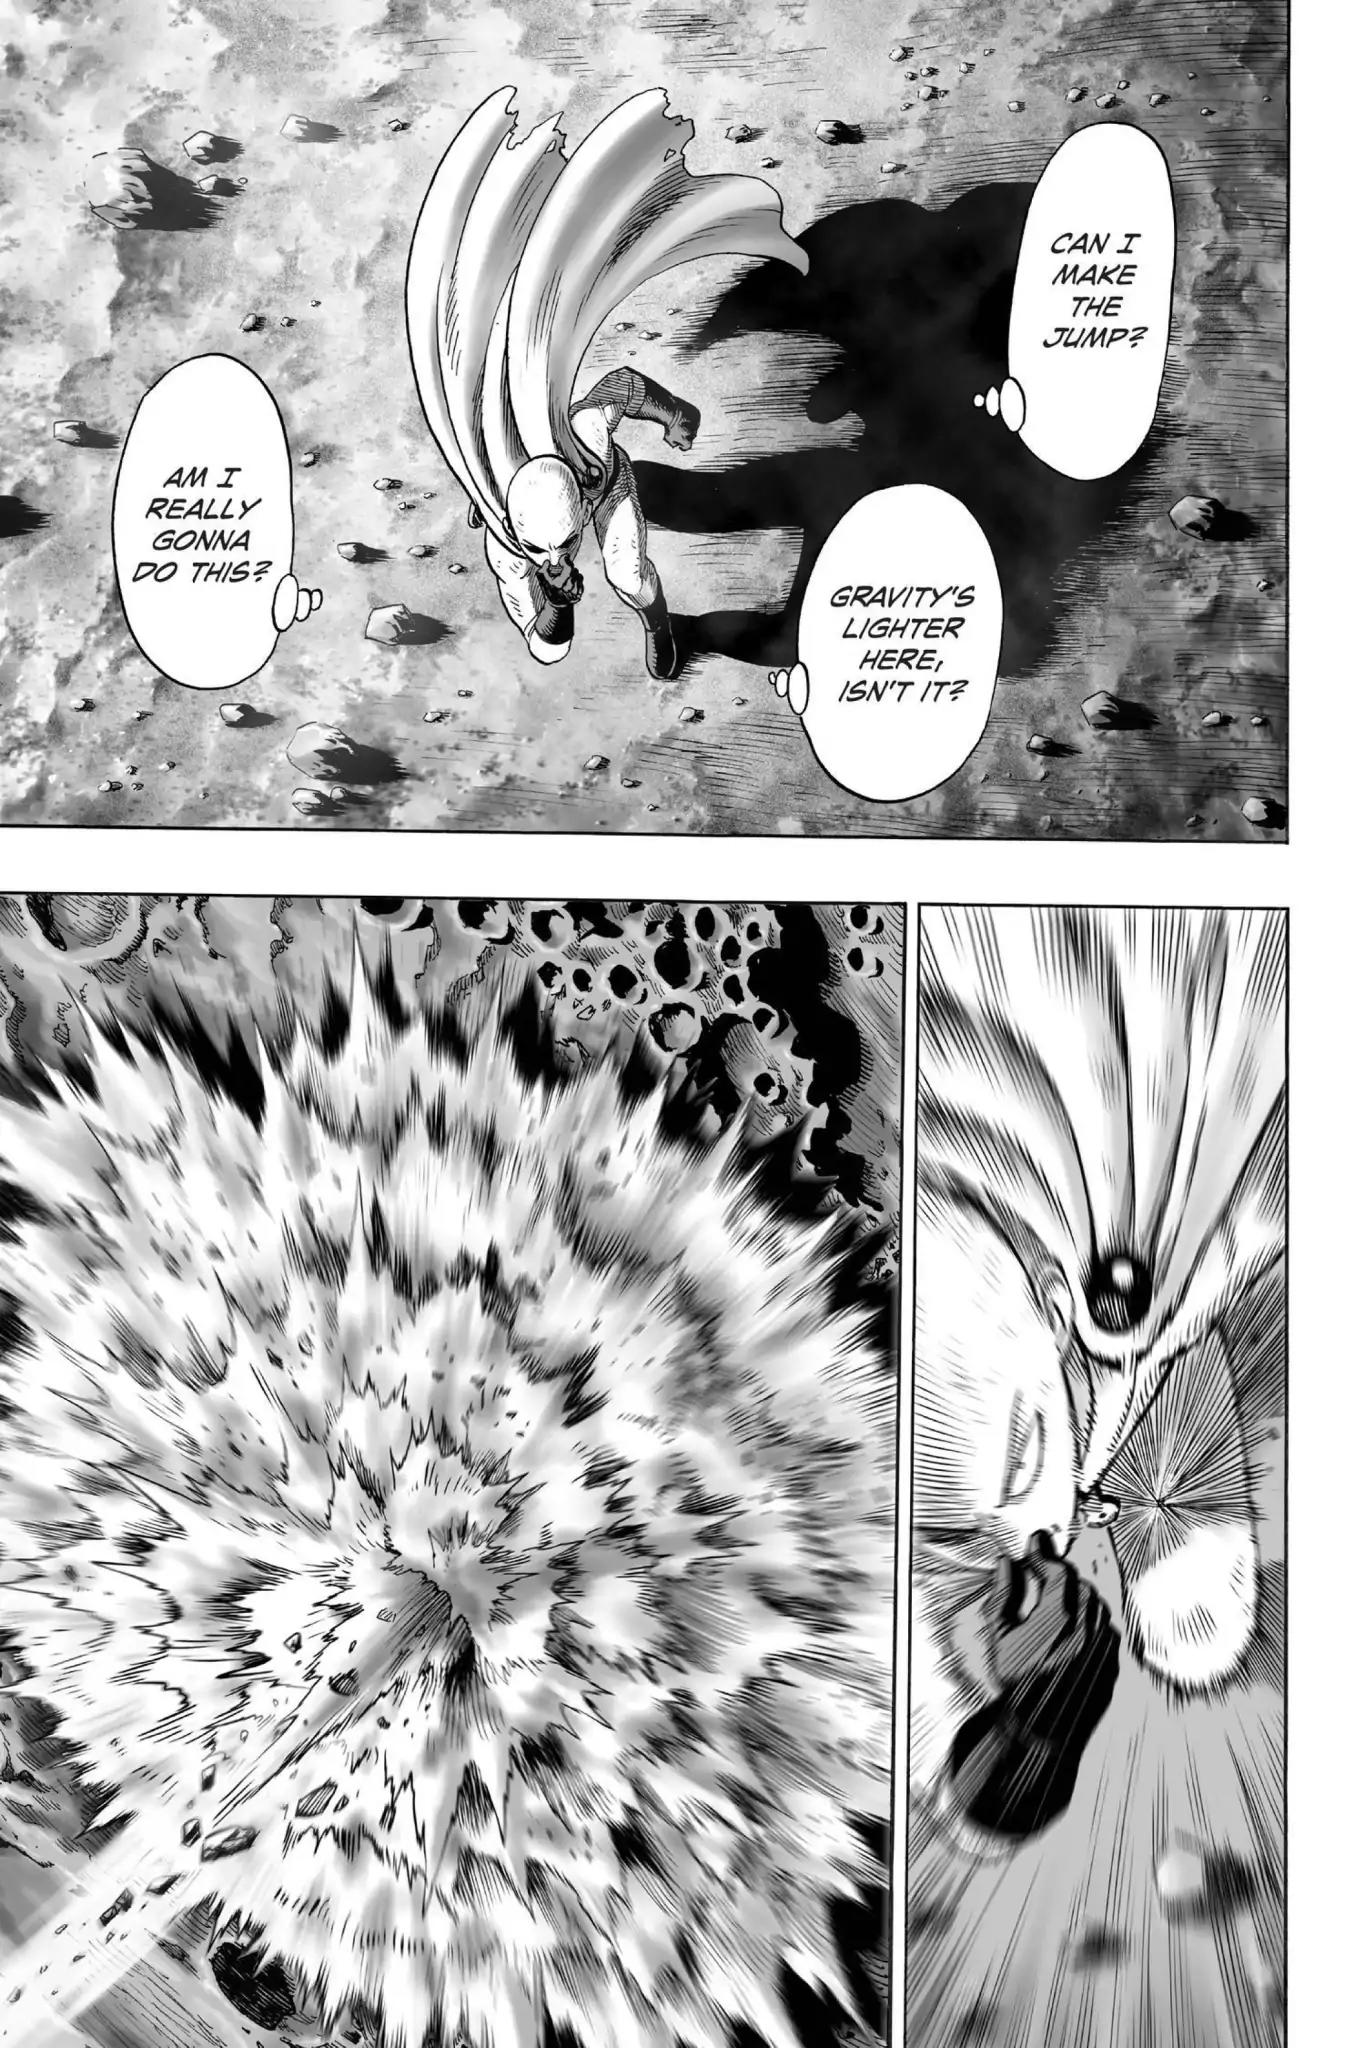 CAN I
MAKE
THE
JUMP?
GRAVITY'S
LIGHTER
HERE,
ISN'T IT?
AM I
REALLY
GONNA
DO THIS?